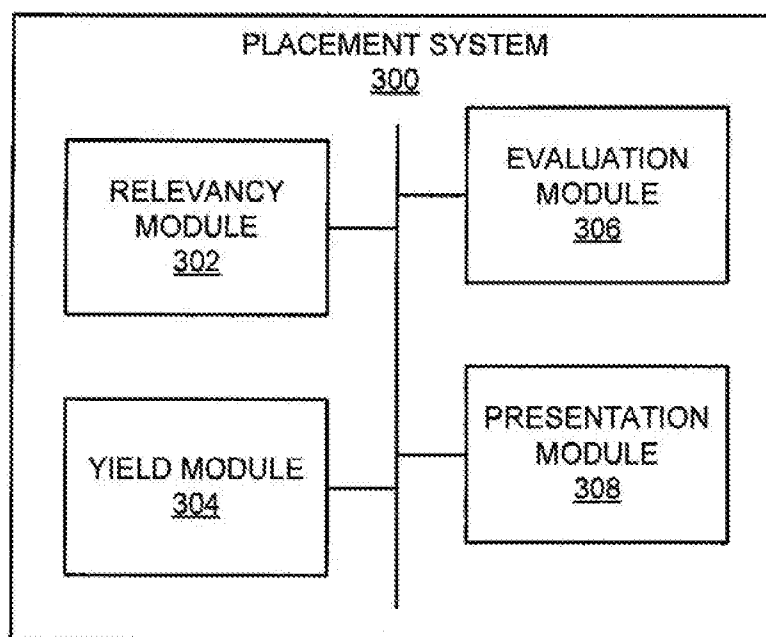 PLACEMENT SYSTEM
300
RELEVANCY
MODULE
302
EVALUATION
MODULE
306
YIELD MODULE
304
PRESENTATION
MODULE
308